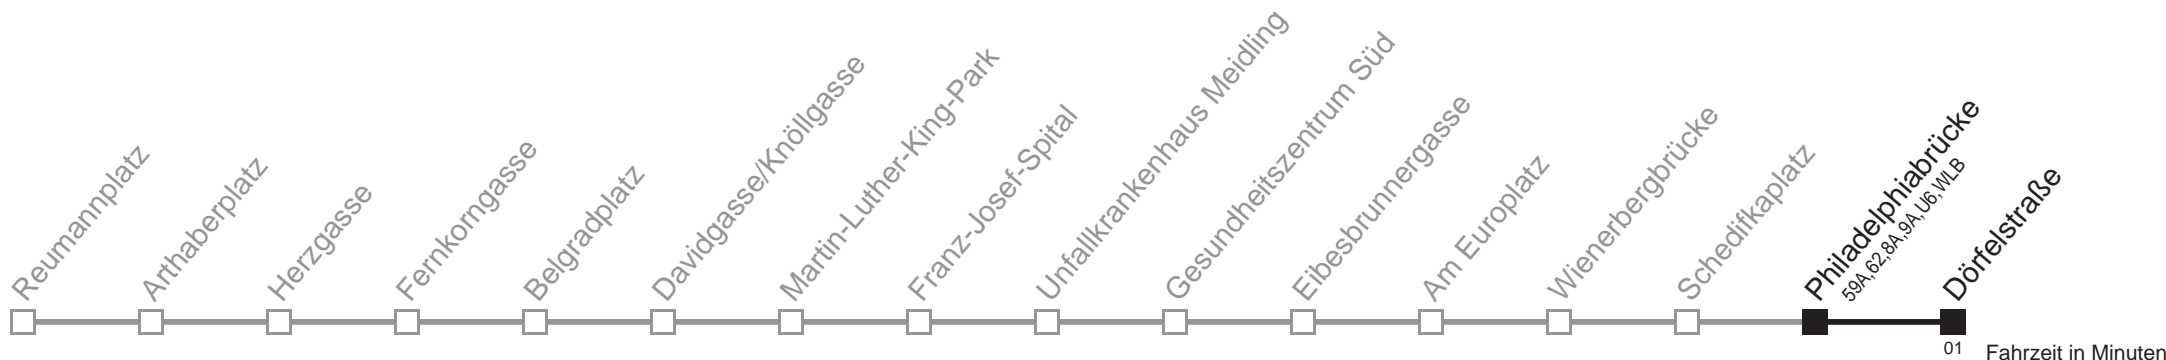 Reumannplatz
Arthaberplatz
Herzgasse
Fernkorngasse
Belgradplatz
Davidgasse/Knöllgasse
Martin-Luther-King-Park
Franz-Josef-Spital
Unfallkrankenhaus Meidling
Gesundheitszentrum Süd
Eibesbrunnergasse
Am Europlatz
Wienerbergbrücke
Schedifkaplatz
Philadelphiabrücke
59A,62,8A,9A,U6,WLB
Dörfelstraße
01
Fahrzeit in Minuten